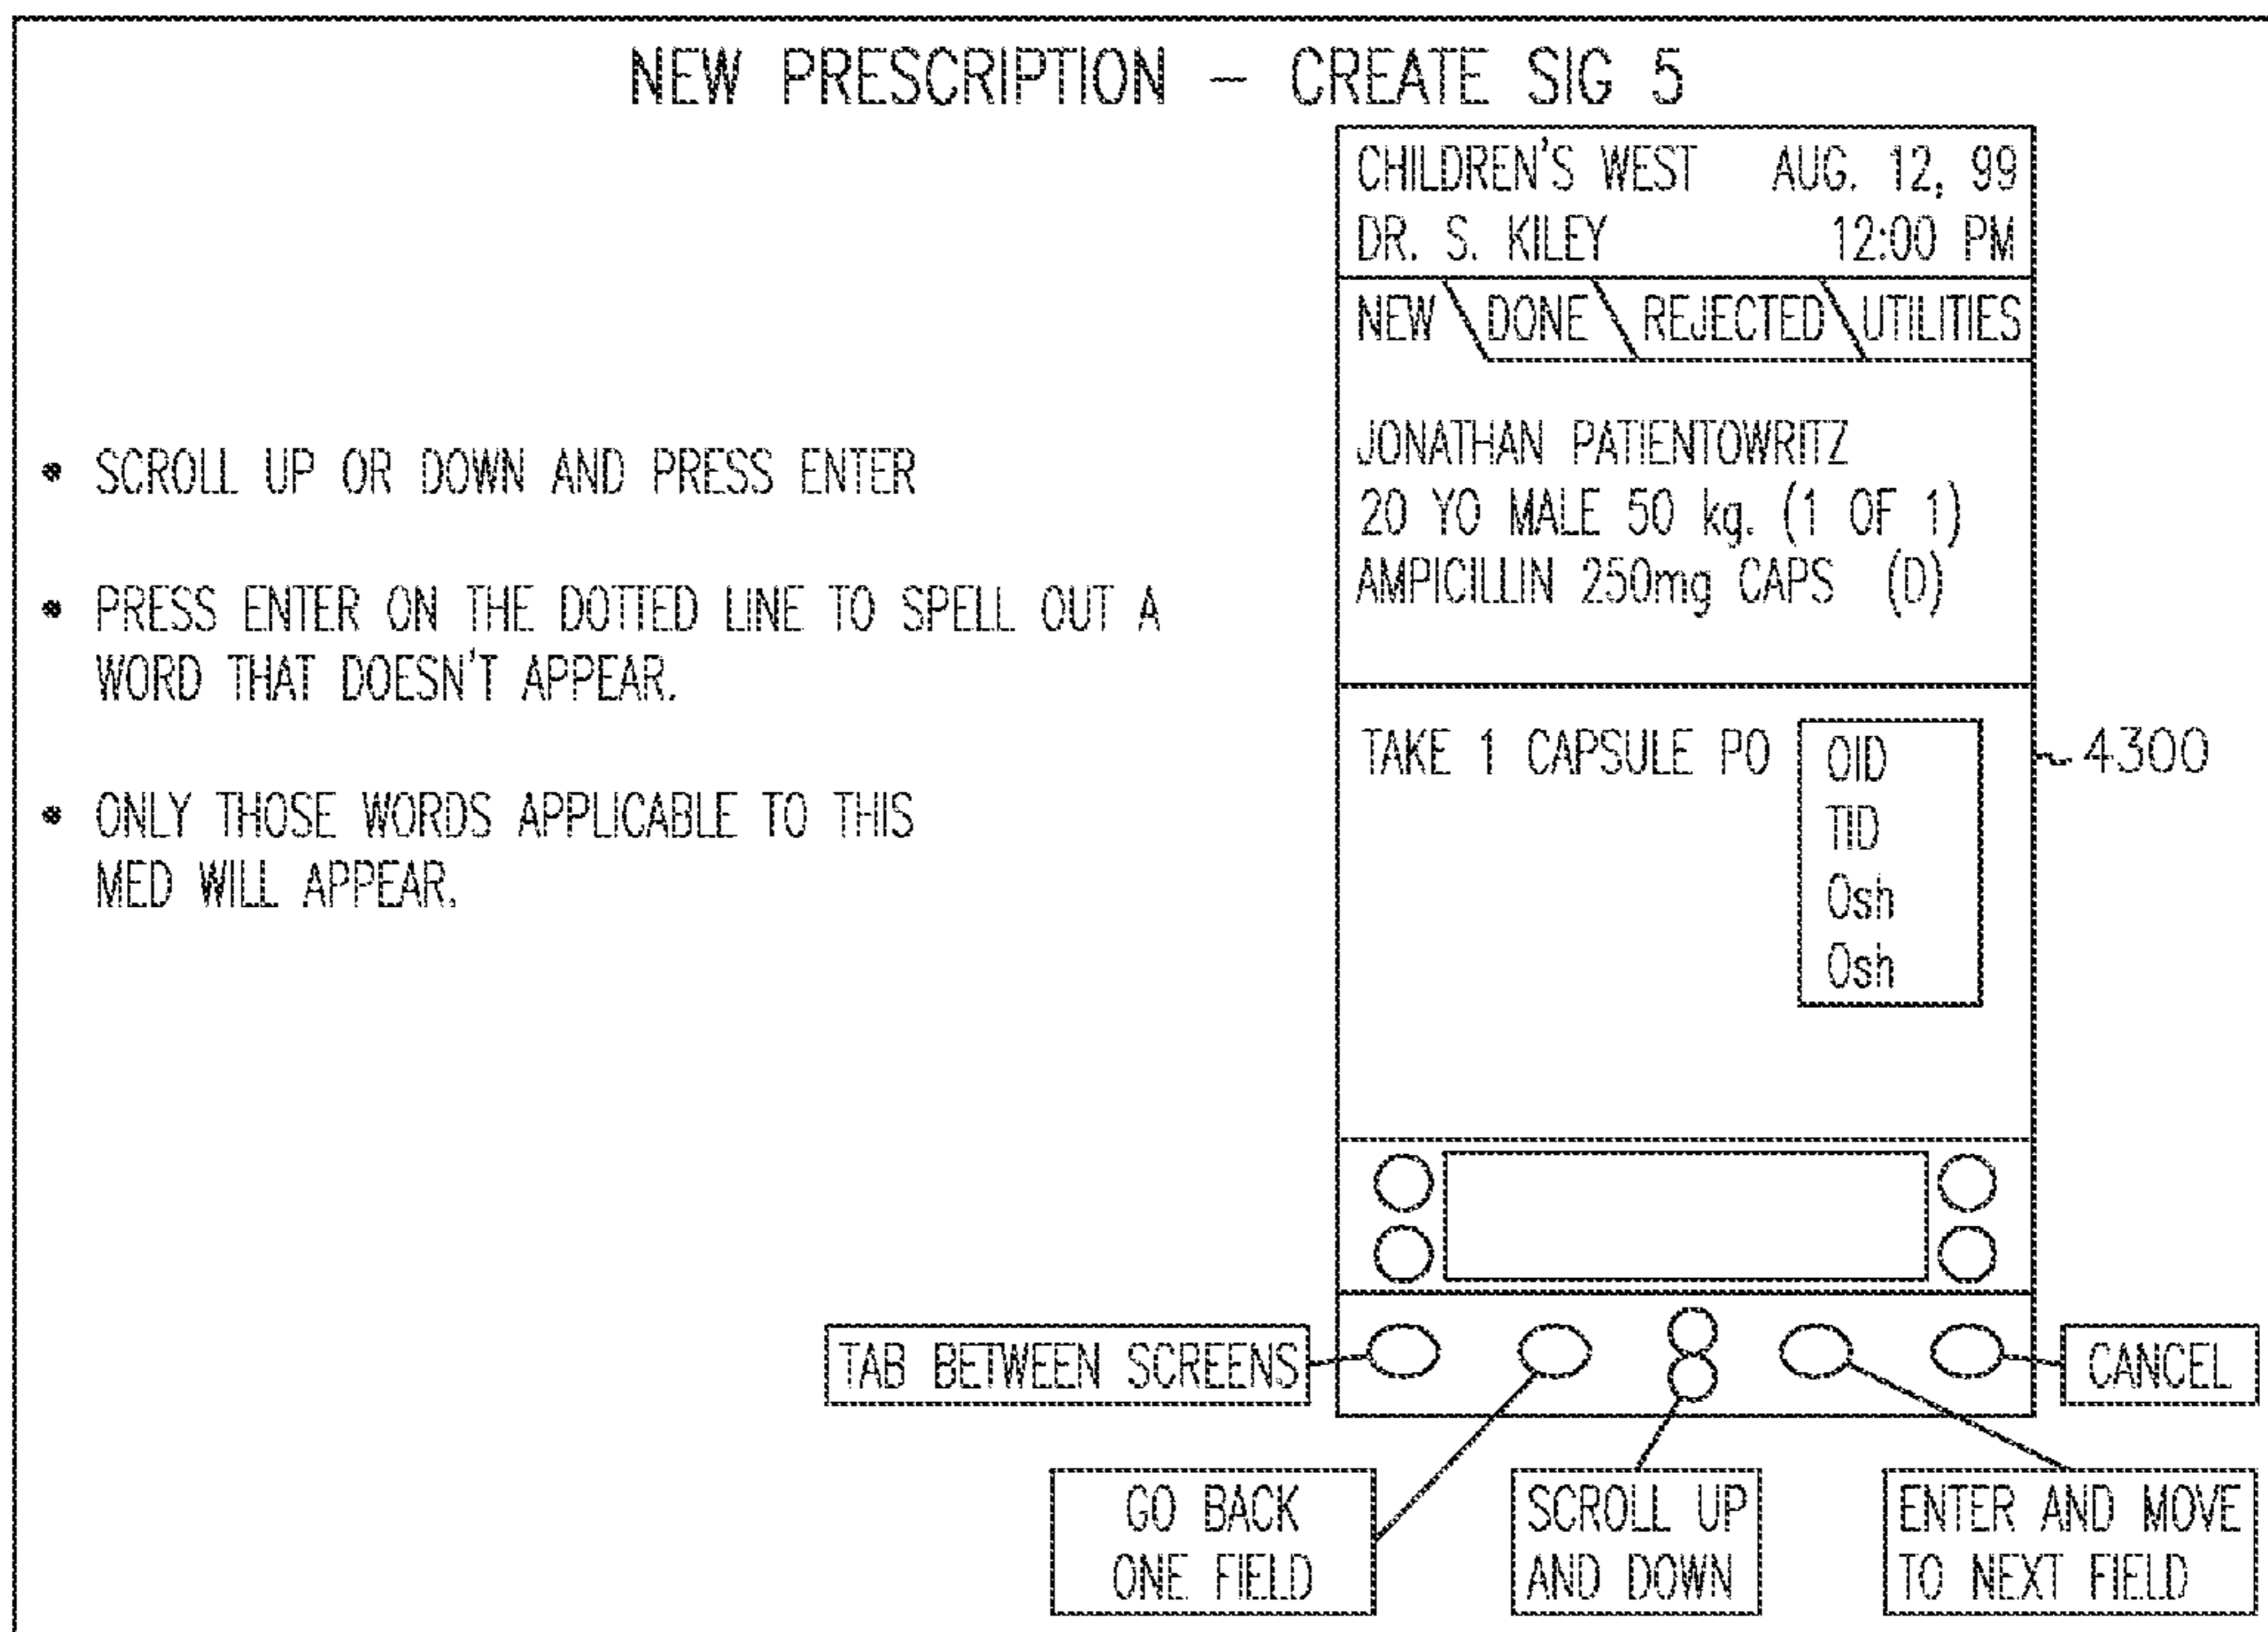 NEW PRESCRIPTION – CREATE SIG 5
• SCROLL UP OR DOWN AND PRESS ENTER
• PRESS ENTER ON THE DOTTED LINE TO SPELL OUT A
WORD THAT DOESN'T APPEAR.
• ONLY THOSE WORDS APPLICABLE TO THIS
MED WILL APPEAR.
CHILDREN'S WEST AUG. 12, 99
DR. S. KILEY 12:00 PM
NEW DONE REJECTED UTILITIES
JONATHAN PATIENTOWRITZ
20 YO MALE 50 kg. (1 OF 1)
AMPICILLIN 250mg CAPS (D)
TAKE 1 CAPSULE PO OID
TID
Osh
Osh
4300
TAB BETWEEN SCREENS
CANCEL
GO BACK
ONE FIELD
SCROLL UP
AND DOWN
ENTER AND MOVE
TO NEXT FIELD